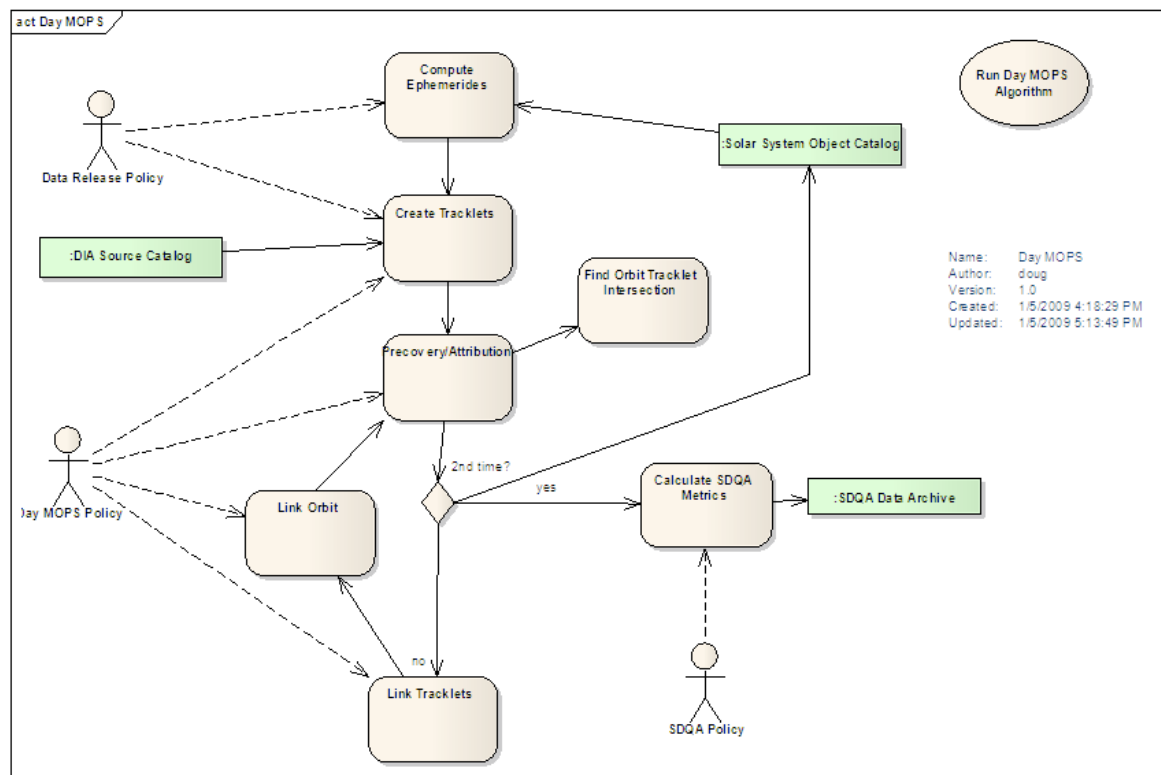 act Day MOPS
Compute
Ephemerides
Run Day MOPS
Algorithm
:Solar System Object Catalog
Data Release Policy
Create Tracklets
:DIA Source Catalog
Find Orbit Tracklet
Intersection
Name: Day MOPS
Author: doug
Version: 1.0
Created: 1/5/2009 4:18:29 PM
Updated: 1/5/2009 5:13:49 PM
Precovery/Attribution
2nd time?
yes
Calculate SDQA
Metrics
:SDQA Data Archive
Day MOPS Policy
Link Orbit
no
Link Tracklets
SDQA Policy